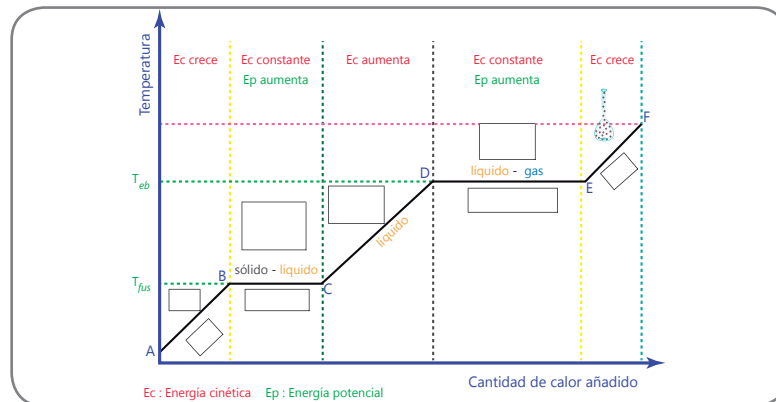 Temperatura
Ec crece
Ec constante
Ep aumenta
Ec aumenta
Ec constante
Ep aumenta
Ec crece
F
D
líquido - gas
E
T eb
líquido
B
sólido - líquido
C
T fus
A
Cantidad de calor añadido
Ec : Energía cinética Ep : Energía potencial